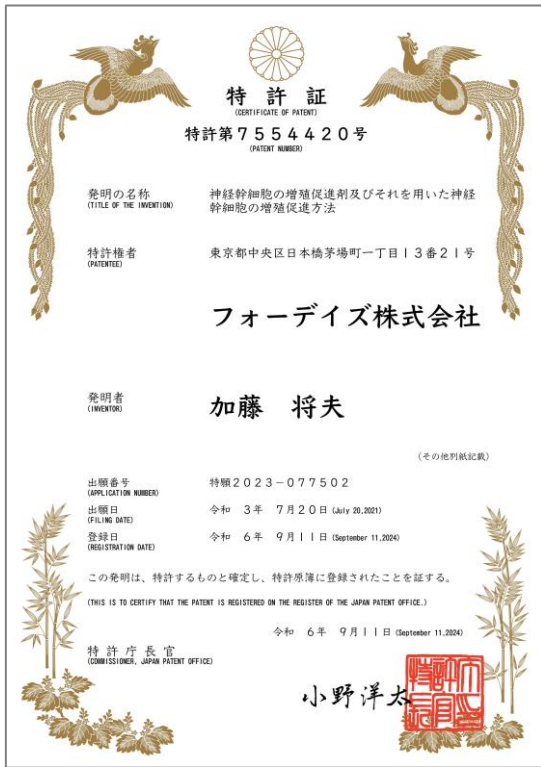 特許証
(CERTIFICATE OF PATENT)
特許第7554420号
(PATENT NUMBER)
発明の名称
(TITLE OF THE INVENTION)
神経幹細胞の増殖促進剤及びそれを用いた神経
幹細胞の増殖促進方法
特許権者
(PATENTEE)
東京都中央区日本橋茅場町一丁目13番21号
フォーデイズ株式会社
発明者
(INVENTOR)
加藤 将夫
(その他別紙記載)
出願番号
(APPLICATION NUMBER)
特願2023-077502
出願日
(FILING DATE)
令和 3年 7月20日(July 20,2021)
登録日
(REGISTRATION DATE)
令和 6年 9月11日(September 11,2024)
この発明は、特許するものと確定し、特許原簿に登録されたことを証する。
(THIS IS TO CERTIFY THAT THE PATENT IS REGISTERED ON THE REGISTER OF THE JAPAN PATENT OFFICE.)
令和 6年 9月11日(September 11,2024)
特許庁長官
(COMMISSIONER, JAPAN PATENT OFFICE)
小野洋太